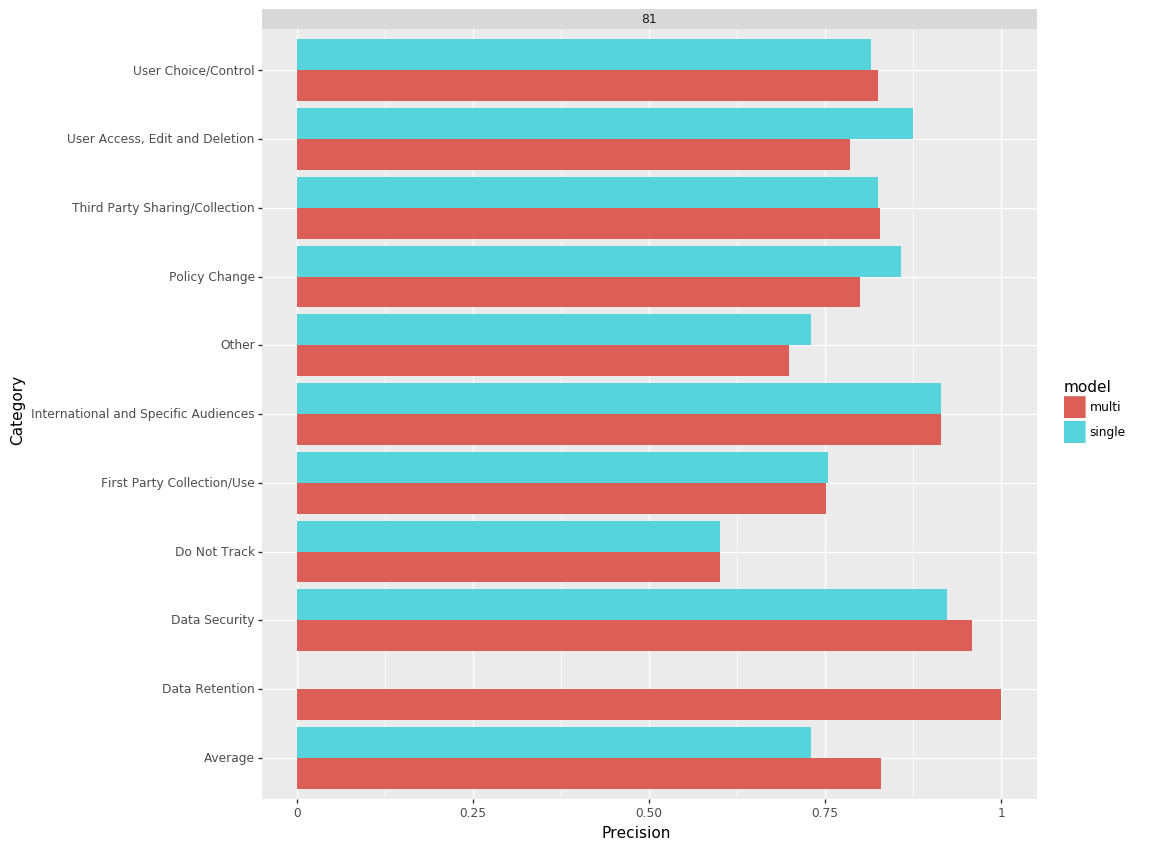 81
User Choice/Control
User Access, Edit and Deletion
Third Party Sharing/Collection
Policy Change
Other
International and Specific Audiences
First Party Collection/Use
Do Not Track
Data Security
Data Retention
Average
Category
0 0.25 0.50 0.75 1
Precision
model
multi
single